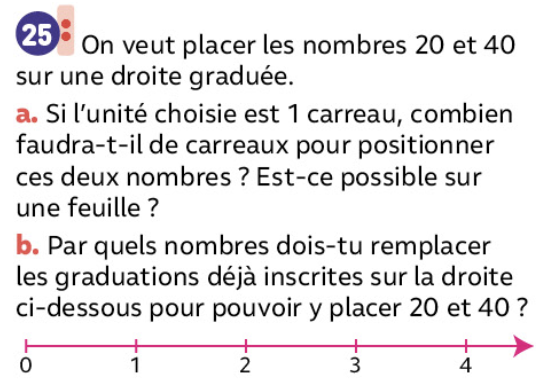 25 On veut placer les nombres 20 et 40
sur une droite graduée.
a. Si l’unité choisie est 1 carreau, combien
faudra-t-il de carreaux pour positionner
ces deux nombres ? Est-ce possible sur
une feuille ?
b. Par quels nombres dois-tu remplacer
les graduations déjà inscrites sur la droite
ci-dessous pour pouvoir y placer 20 et 40 ?
0 1 2 3 4